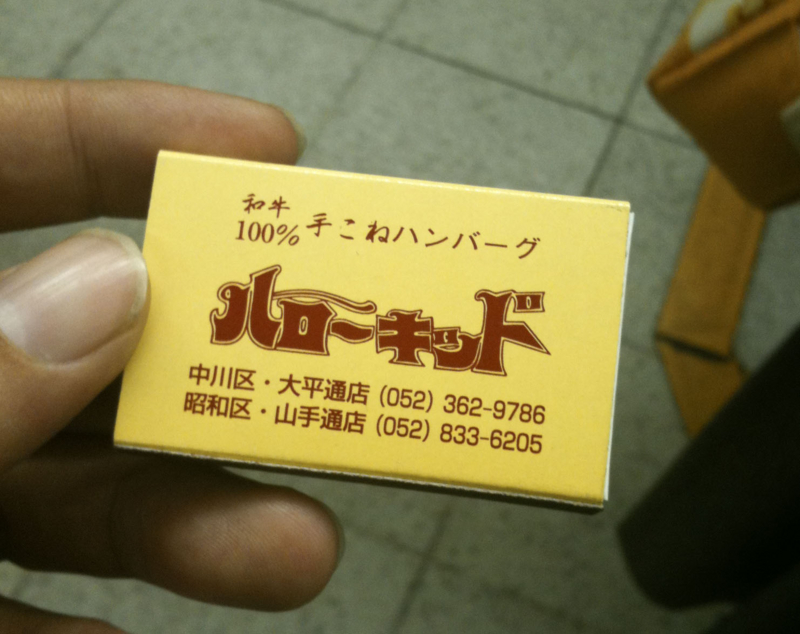 和牛
100% 手こねハンバーグ
ハローキッド
中川区・大平通店 (052) 362-9786
昭和区・山手通店 (052) 833-6205